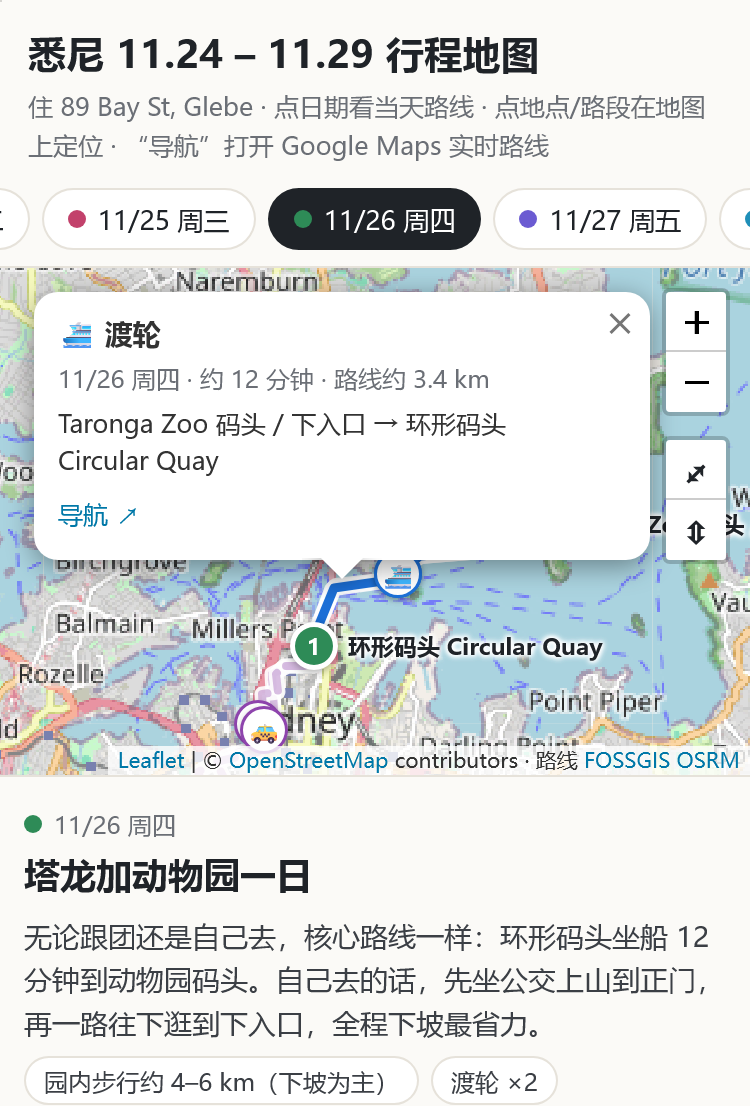 悉尼 11.24 – 11.29 行程地图
住 89 Bay St, Glebe · 点日期看当天路线 · 点地点/路段在地图
上定位 · “导航”打开 Google Maps 实时路线
11/25 周三
11/26 周四
11/27 周五
Naremburn
渡轮
11/26 周四 · 约 12 分钟 · 路线约 3.4 km
Taronga Zoo 码头 / 下入口 → 环形码头
Circular Quay
导航 ↗
+
−
Birchgrove
Balmain
Millers Point
1
环形码头 Circular Quay
Rozelle
Point Piper
Darling Point
Leaflet | © OpenStreetMap contributors · 路线 FOSSGIS OSRM
11/26 周四
塔龙加动物园一日
无论跟团还是自己去，核心路线一样：环形码头坐船 12
分钟到动物园码头。自己去的话，先坐公交上山到正门，
再一路往下逛到下入口，全程下坡最省力。
园内步行约 4–6 km（下坡为主）
渡轮 ×2